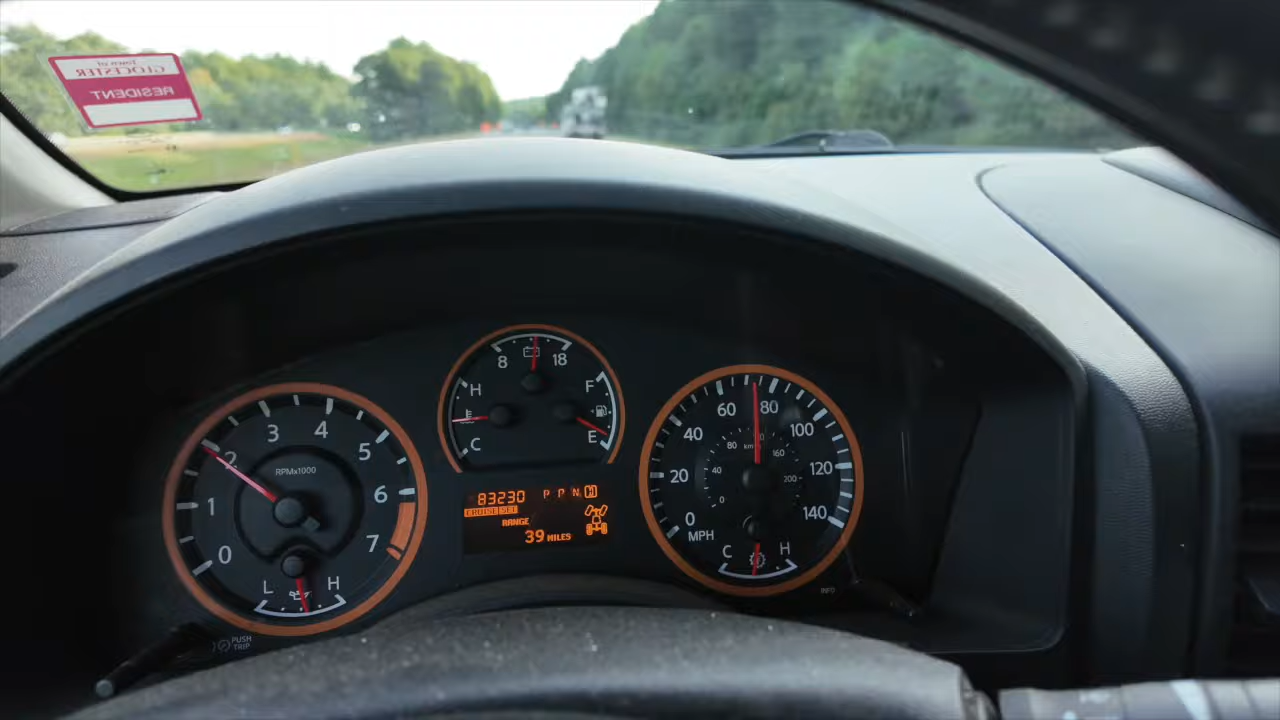 Town of
GLOCESTER
RESIDENT
8 18
H F
C E
0 1 2 3 4 5 6 7
RPMx1000
L H
83230 P R N D
CRUISE SET
RANGE
39 MILES
0 20 40 60 80 100 120 140
0 40 80 160 200
km/h
MPH
C H
PUSH
TRIP
INFO